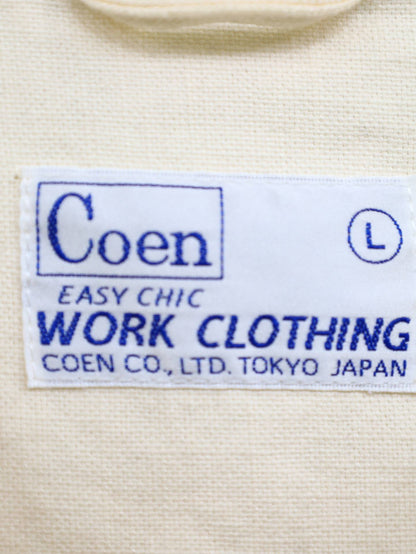 Coen
L
EASY CHIC
WORK CLOTHING
COEN CO., LTD. TOKYO JAPAN